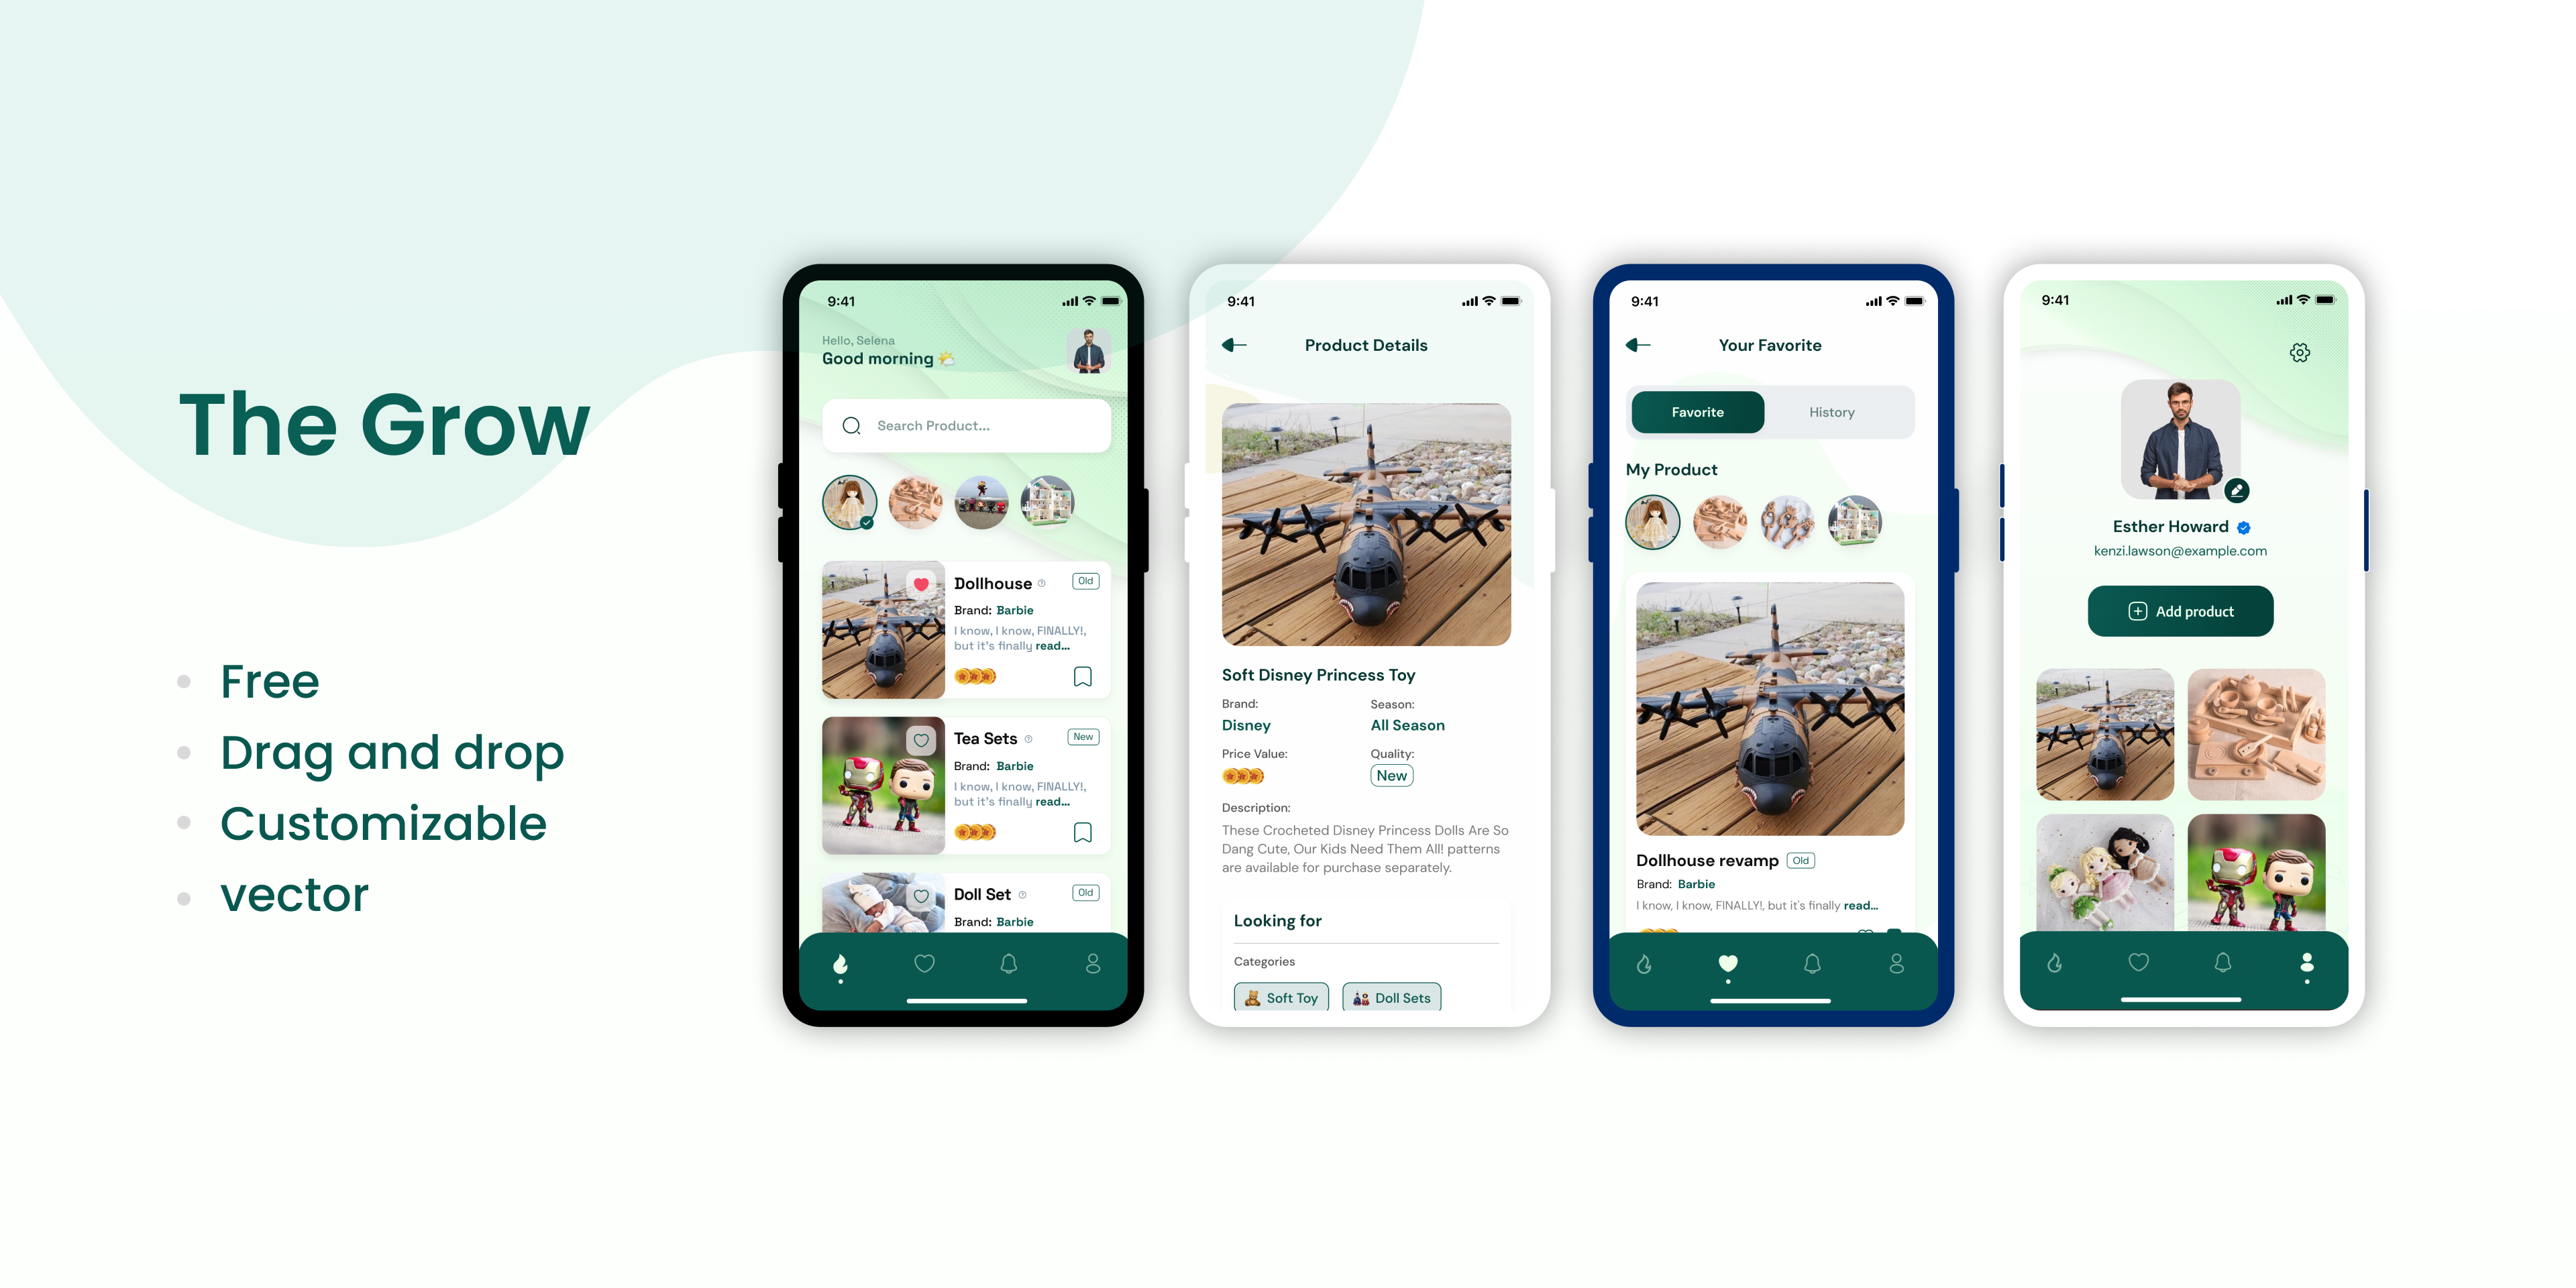 The Grow
Free
Drag and drop
Customizable
vector
9:41
Hello, Selena
Good morning
Search Product...
Dollhouse
Old
Brand: Barbie
I know, I know, FINALLY!,
but it's finally read...
Tea Sets
New
Brand: Barbie
I know, I know, FINALLY!,
but it's finally read...
Doll Set
Old
Brand: Barbie
9:41
Product Details
Soft Disney Princess Toy
Brand:
Season:
Disney
All Season
Price Value:
Quality:
New
Description:
These Crocheted Disney Princess Dolls Are So
Dang Cute, Our Kids Need Them All! patterns
are available for purchase separately.
Looking for
Categories
Soft Toy
Doll Sets
9:41
Your Favorite
Favorite
History
My Product
Dollhouse revamp
Old
Brand: Barbie
I know, I know, FINALLY!, but it's finally read...
9:41
Esther Howard
kenzi.lawson@example.com
Add product